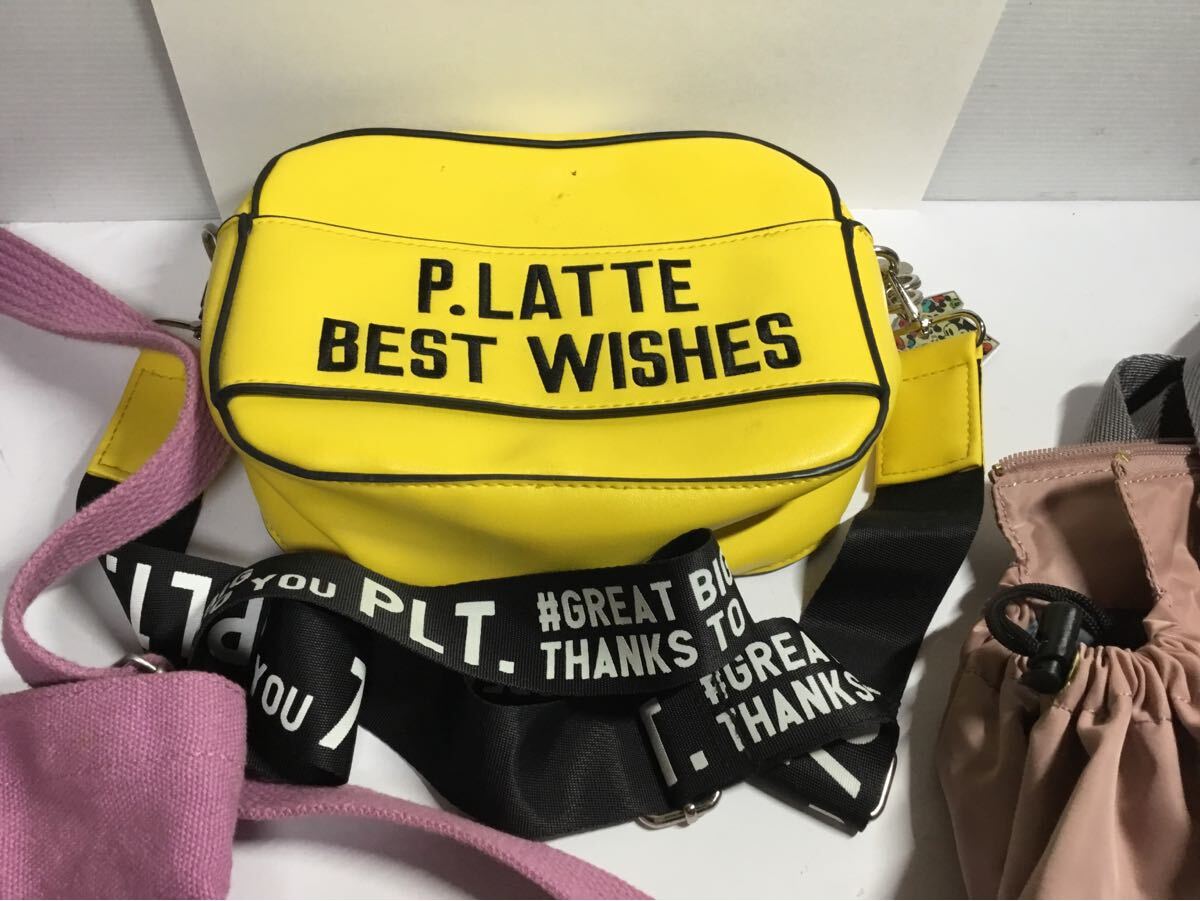 P.LATTE
BEST WISHES
YOU PLT.
#GREAT BIG
THANKS TO
YOU
#GREAT
THANKS